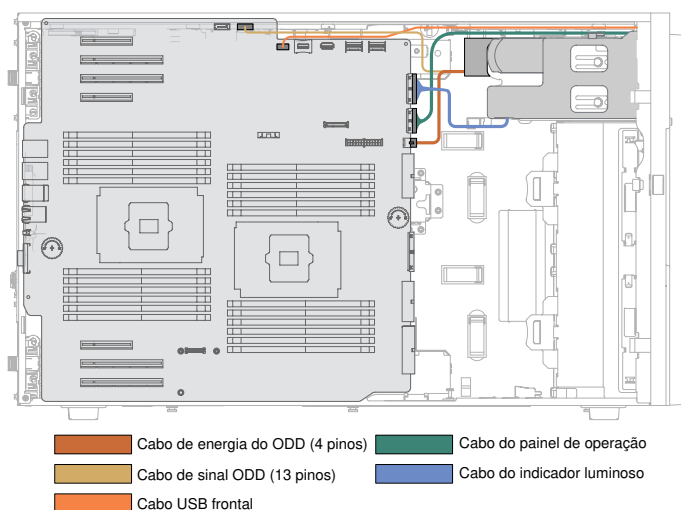 Cabo de energia do ODD (4 pinos)
Cabo do painel de operação
Cabo de sinal ODD (13 pinos)
Cabo do indicador luminoso
Cabo USB frontal